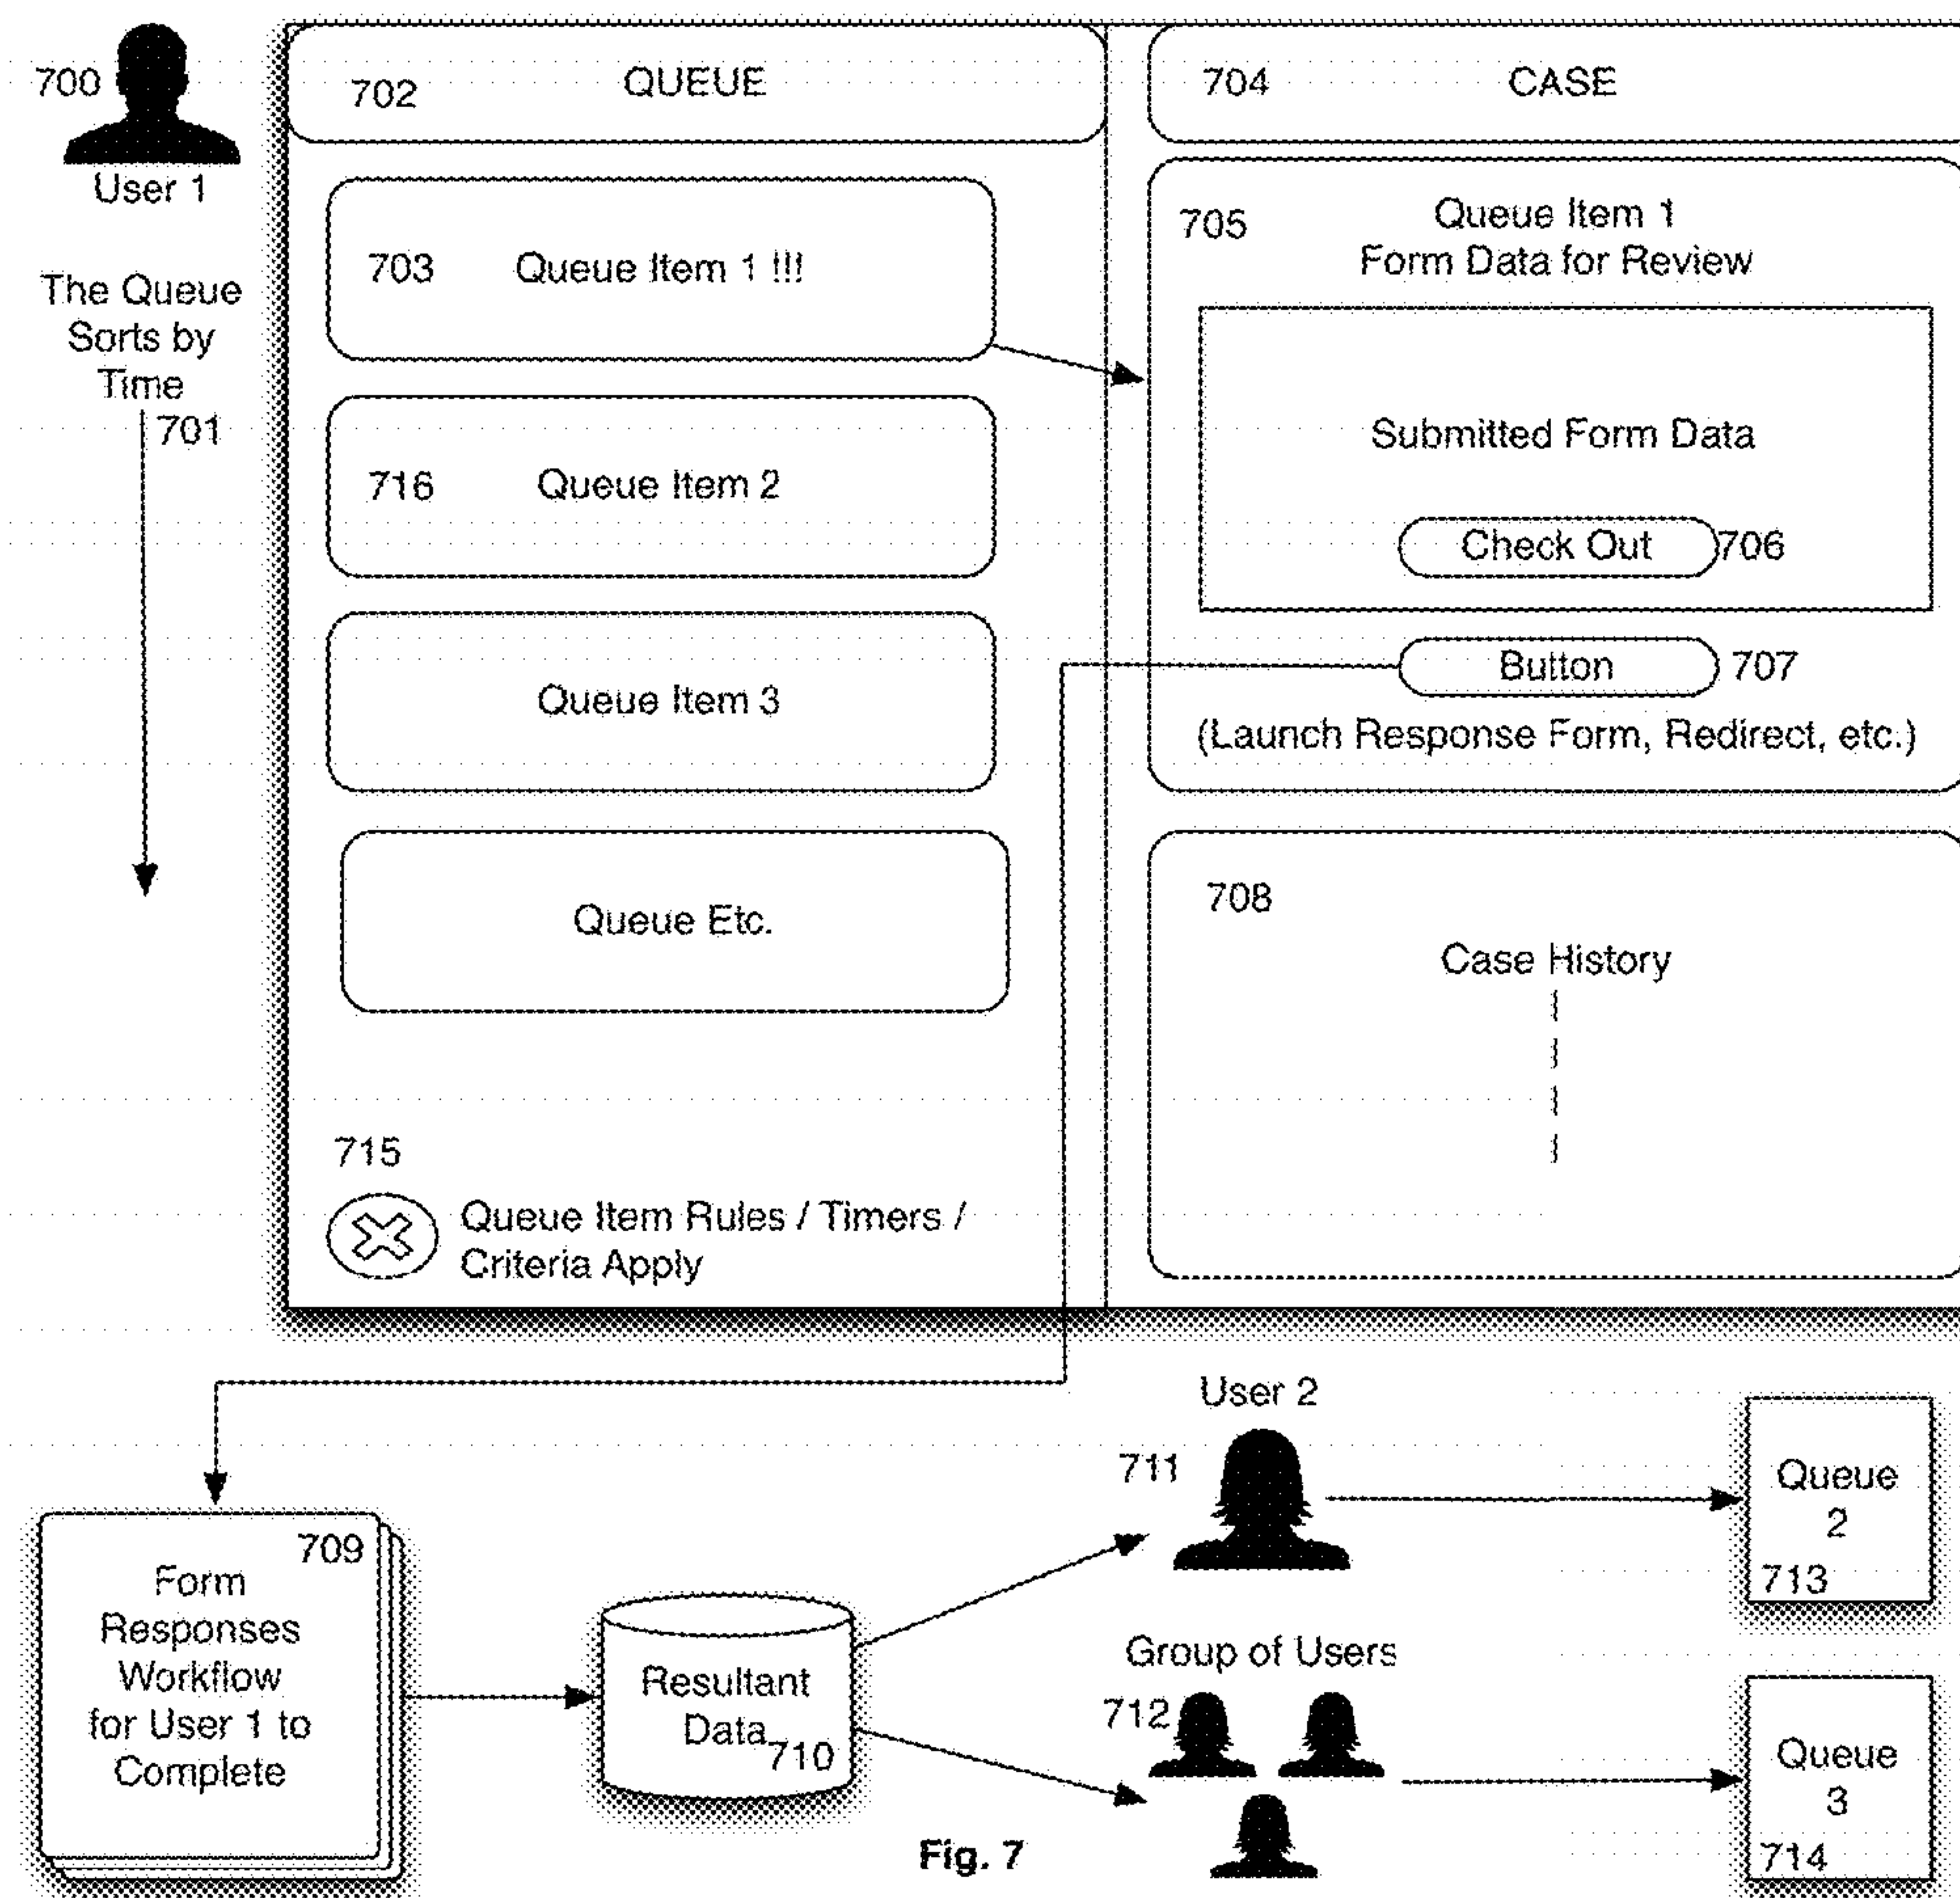 700
User 1
The Queue
Sorts by
Time
701
702 QUEUE
703 Queue Item 1 !!!
716 Queue Item 2
Queue Item 3
Queue Etc.
715
Queue Item Rules / Timers /
Criteria Apply
704 CASE
705 Queue Item 1
Form Data for Review
Submitted Form Data
Check Out 706
Button 707
(Launch Response Form, Redirect, etc.)
708
Case History
709
Form
Responses
Workflow
for User 1 to
Complete
Resultant
Data
710
User 2
711
Group of Users
712
Queue
2
713
Queue
3
714
Fig. 7